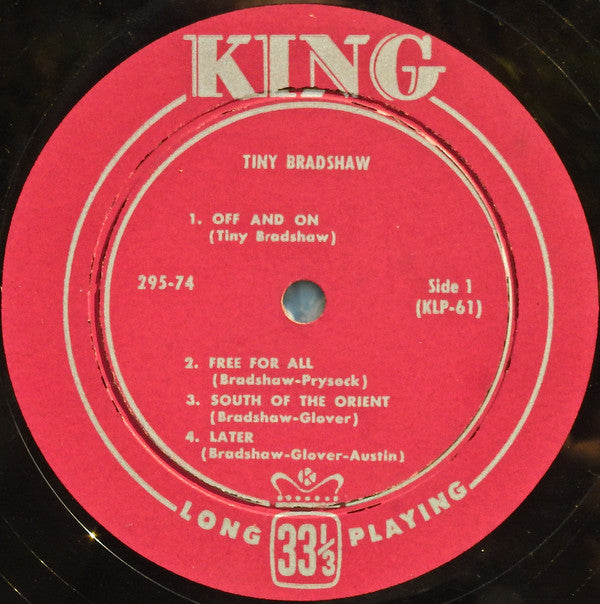 KING
TINY BRADSHAW
1. OFF AND ON
(Tiny Bradshaw)
295-74
Side 1
(KLP-61)
2. FREE FOR ALL
(Bradshaw-Prysock)
3. SOUTH OF THE ORIENT
(Bradshaw-Glover)
4. LATER
(Bradshaw-Glover-Austin)
K
LONG 33⅓ PLAYING